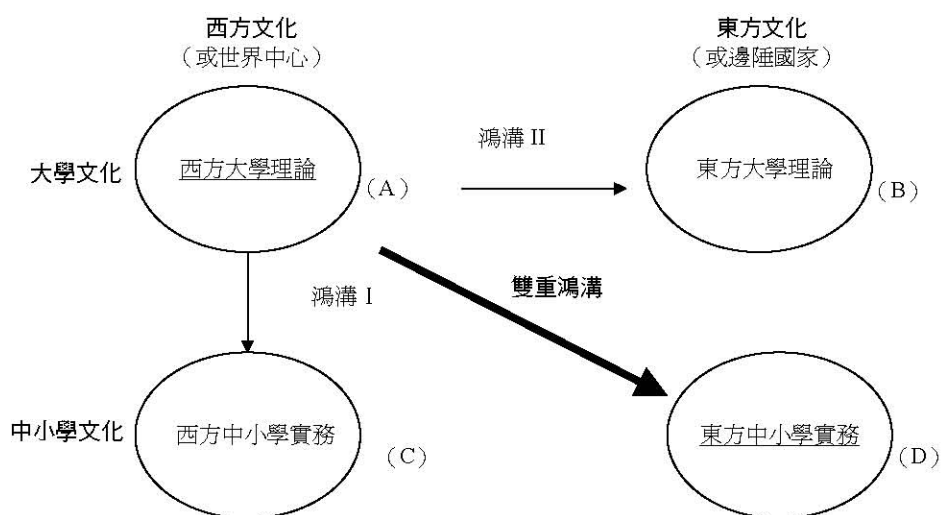 西方文化
（或世界中心）
東方文化
（或邊陲國家）
大學文化
西方大學理論
（A）
鴻溝 II
東方大學理論
（B）
鴻溝 I
雙重鴻溝
中小學文化
西方中小學實務
（C）
東方中小學實務
（D）